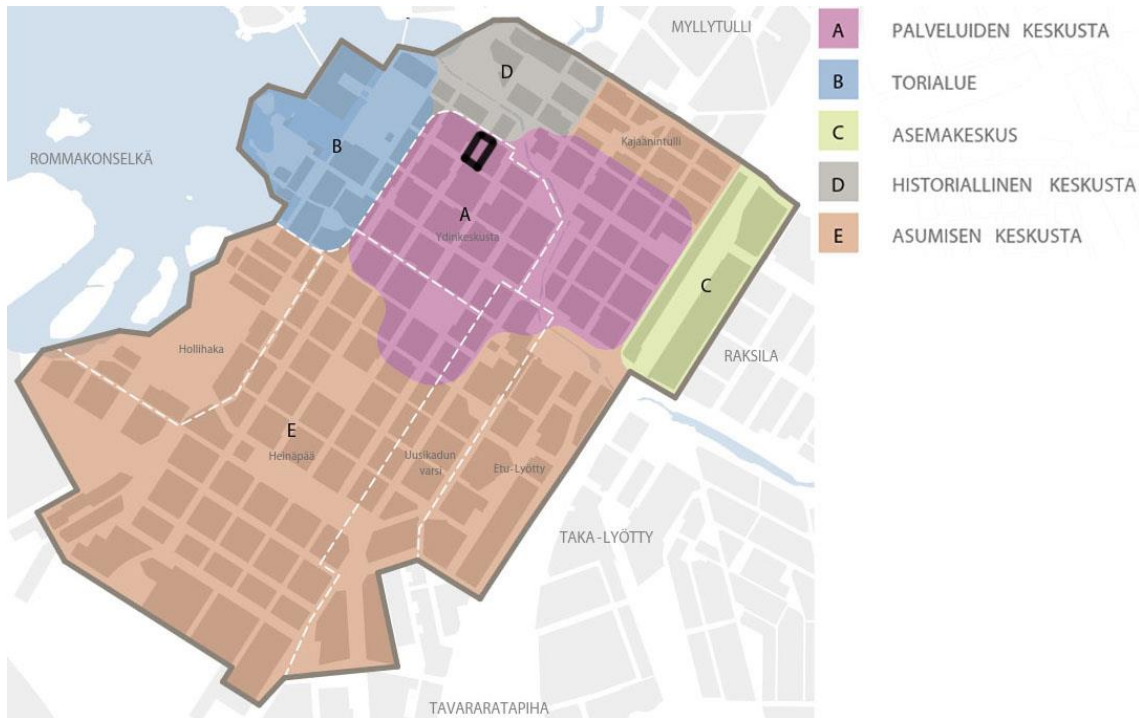 MYLLYTULLI
D
Kajaanintulli
ROMMAKONSELKÄ
B
A
Ydinkeskusta
C
Hollihaka
RAKSILA
E
Heinäpää
Uusikadun
varsi
Etu-Lyötty
TAKA-LYÖTTY
TAVARARATAPIHA
A PALVELUIDEN KESKUSTA
B TORIALUE
C ASEMAKESKUS
D HISTORIALLINEN KESKUSTA
E ASUMISEN KESKUSTA